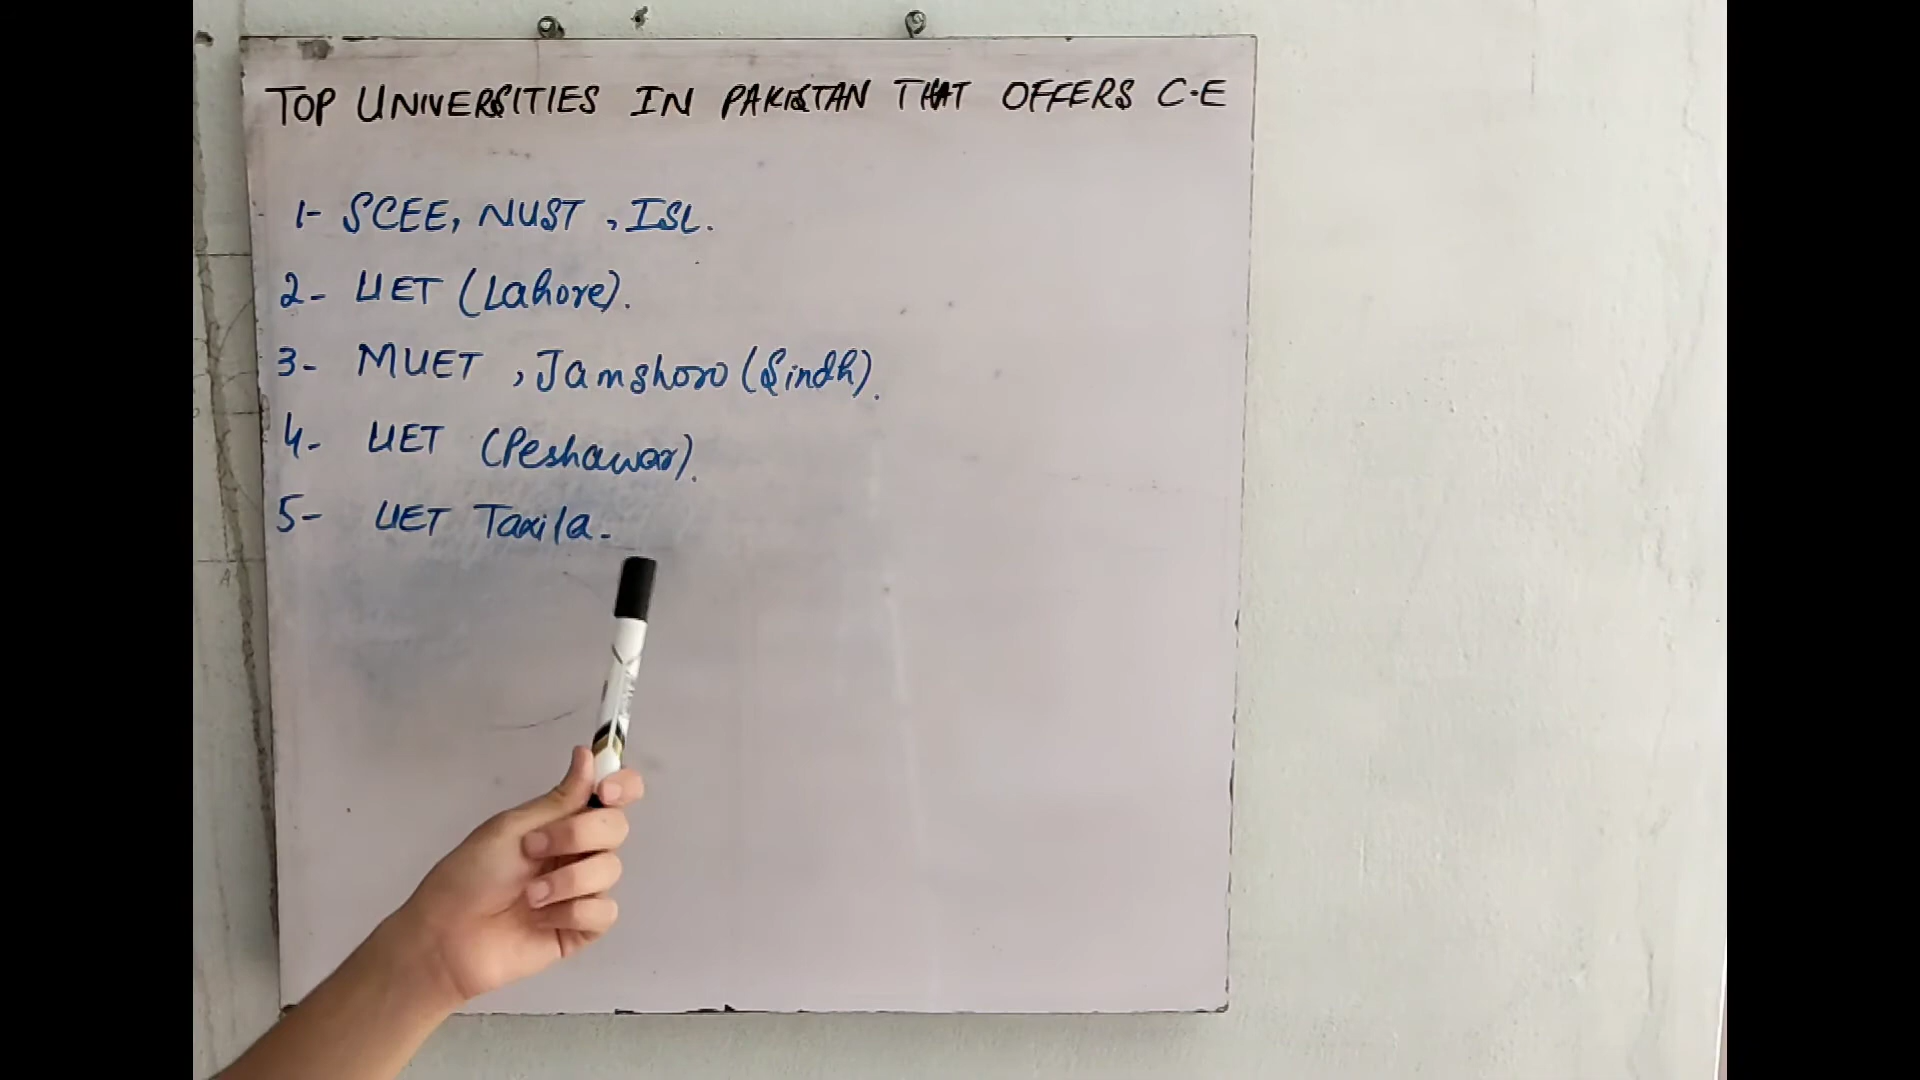 TOP UNIVERSITIES IN PAKISTAN THAT OFFERS C.E
1- SCEE, NUST , ISL.
2- UET (Lahore).
3- MUET , Jamshoro (Sindh).
4- UET (Peshawar).
5- UET Taxila.